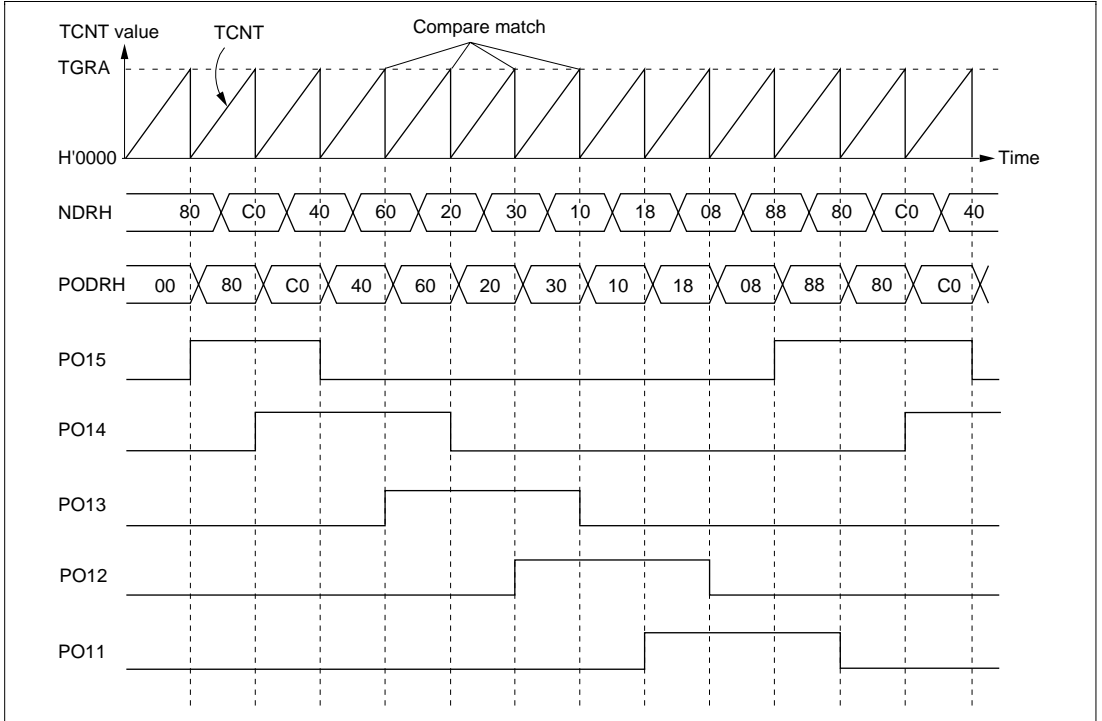 TCNT value TCNT Compare match
TGRA
H'0000 Time
NDRH 80 C0 40 60 20 30 10 18 08 88 80 C0 40
PODRH 00 80 C0 40 60 20 30 10 18 08 88 80 C0
PO15
PO14
PO13
PO12
PO11